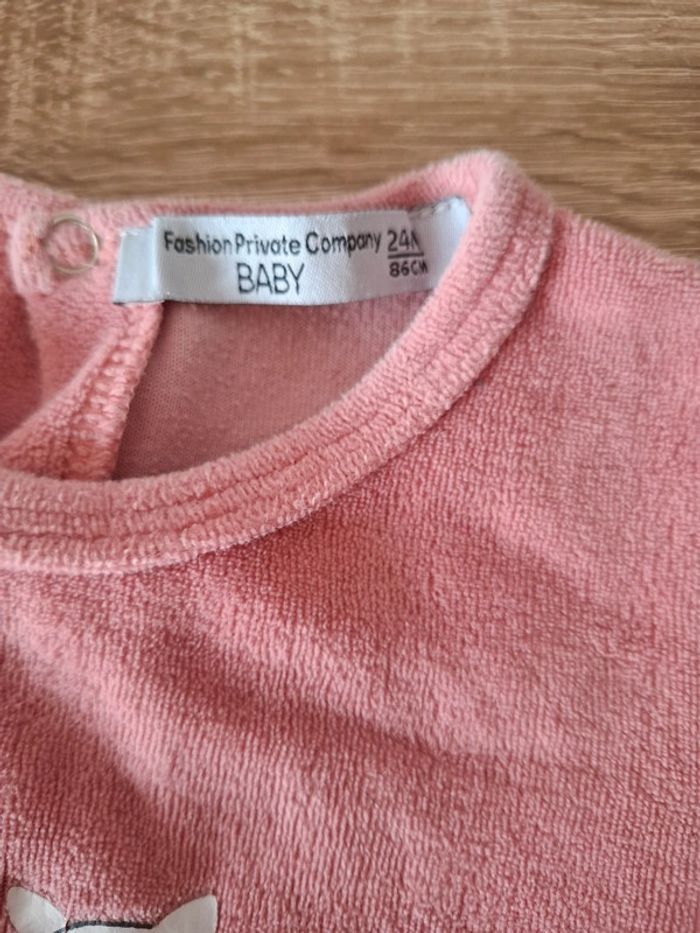 Fashion Private Company 24M
BABY 86CM